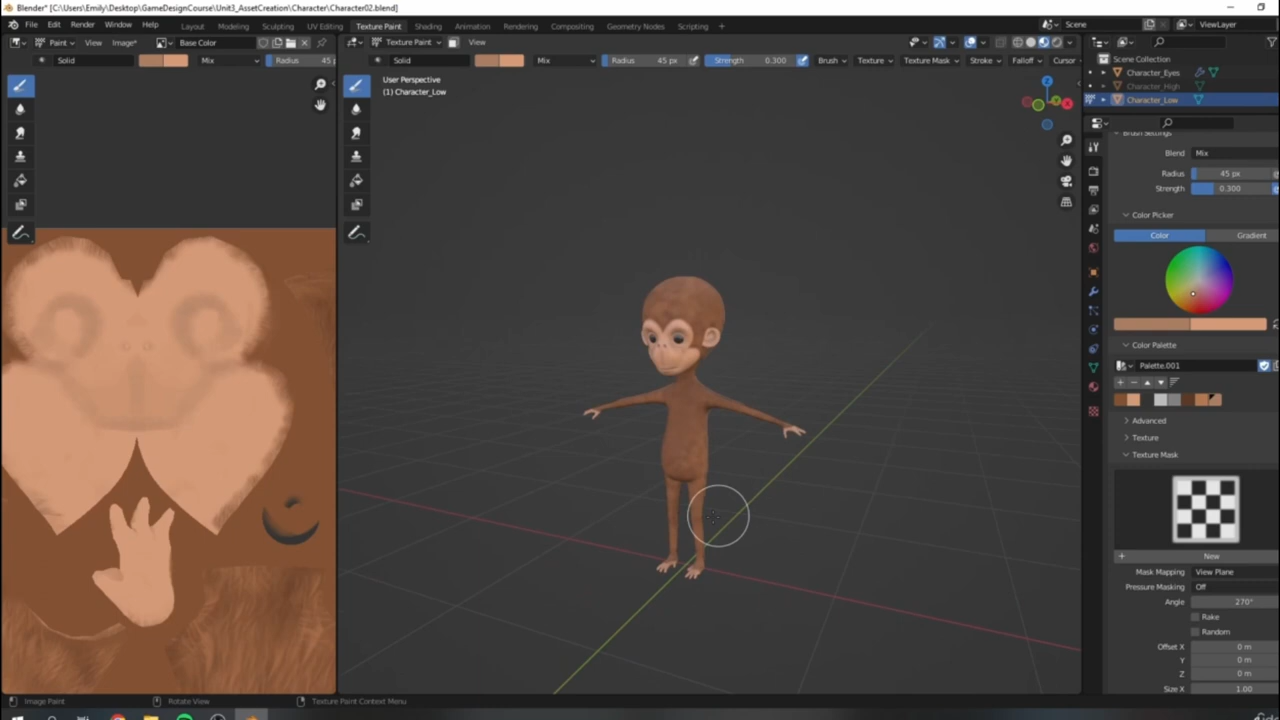 Blender* [C:\Users\Emily\Desktop\GameDesignCourse\Unit3_AssetCreation\Character\Character02.blend]
File Edit Render Window Help Layout Modeling Sculpting UV Editing Texture Paint Shading Animation Rendering Compositing Geometry Nodes Scripting + Scene ViewLayer
Paint View Image* Base Color Texture Paint View
Solid Mix Radius 45 p Solid Mix Radius 45 px Strength 0.300 Brush Texture Texture Mask Stroke Falloff Cursor
Scene Collection
Character_Eyes
Character_High
Character_Low
User Perspective
(1) Character_Low
Z
X
Brush Settings
Blend Mix
Radius 45 px
Strength 0.300
Color Picker
Color Gradient
Color Palette
Palette.001
Advanced
Texture
Texture Mask
+ New
Mask Mapping View Plane
Pressure Masking Off
Angle 270°
Rake
Random
Offset X 0 m
Y 0 m
Z 0 m
Size X 1.00
Image Paint Rotate View Texture Paint Context Menu